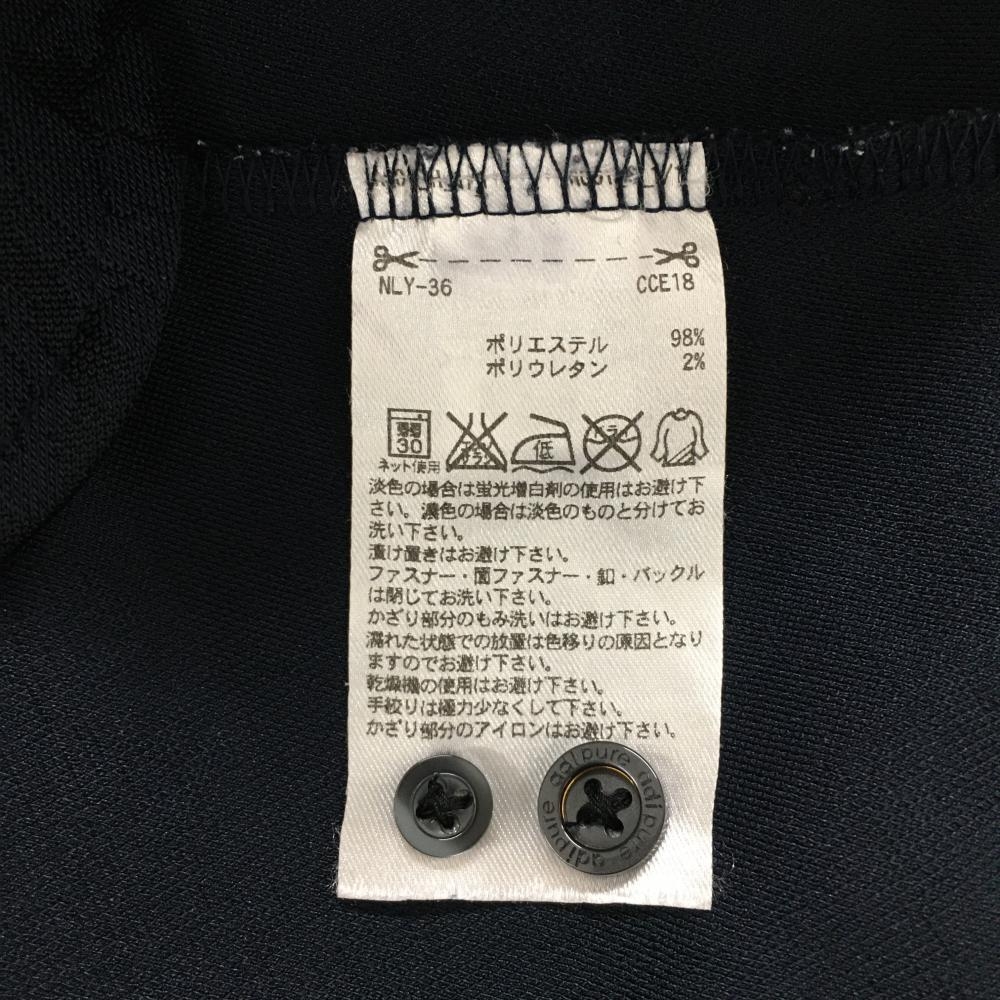 NLY-36 CCE18
ポリエステル 98%
ポリウレタン 2%
30 低
ネット使用
淡色の場合は蛍光増白剤の使用はお避け下
さい。濃色の場合は淡色のものと分けてお
洗い下さい。
漬け置きはお避け下さい。
ファスナー・面ファスナー・釦・バックル
は閉じてお洗い下さい。
かざり部分のもみ洗いはお避け下さい。
濡れた状態での放置は色移りの原因となり
ますのでお避け下さい。
乾燥機の使用はお避け下さい。
手絞りは極力少なくして下さい。
かざり部分のアイロンはお避け下さい。
adipure adipure adipure